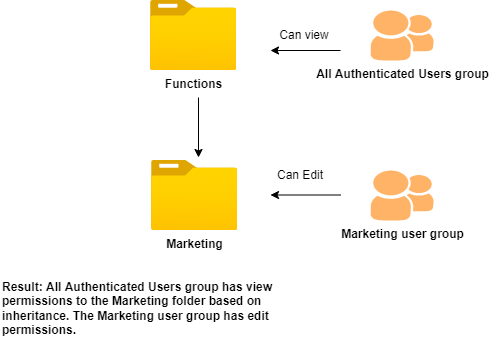 Can view
All Authenticated Users group
Functions
Can Edit
Marketing user group
Marketing
Result: All Authenticated Users group has view
permissions to the Marketing folder based on
inheritance. The Marketing user group has edit
permissions.